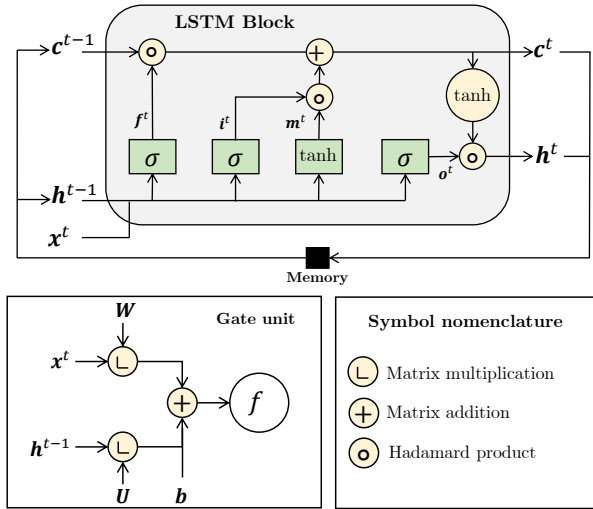 LSTM Block
c^{t−1}
c^t
tanh
f^t
i^t
m^t
σ
σ
tanh
σ
o^t
h^{t−1}
h^t
x^t
Memory
Gate unit
W
x^t
f
h^{t−1}
U
b
Symbol nomenclature
Matrix multiplication
Matrix addition
Hadamard product